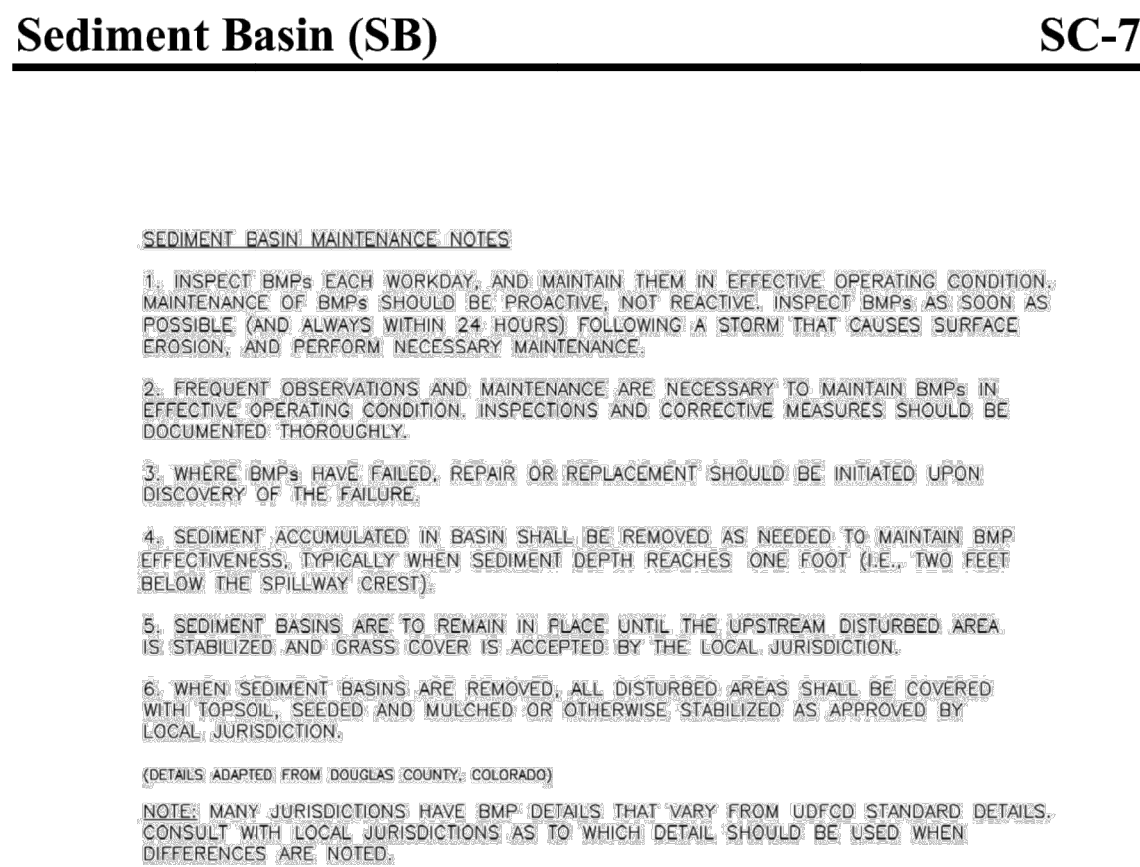 Sediment Basin (SB) SC-7
SEDIMENT BASIN MAINTENANCE NOTES
1. INSPECT BMPs EACH WORKDAY, AND MAINTAIN THEM IN EFFECTIVE OPERATING CONDITION.
MAINTENANCE OF BMPs SHOULD BE PROACTIVE, NOT REACTIVE. INSPECT BMPs AS SOON AS
POSSIBLE (AND ALWAYS WITHIN 24 HOURS) FOLLOWING A STORM THAT CAUSES SURFACE
EROSION, AND PERFORM NECESSARY MAINTENANCE.
2. FREQUENT OBSERVATIONS AND MAINTENANCE ARE NECESSARY TO MAINTAIN BMPs IN
EFFECTIVE OPERATING CONDITION. INSPECTIONS AND CORRECTIVE MEASURES SHOULD BE
DOCUMENTED THOROUGHLY.
3. WHERE BMPs HAVE FAILED, REPAIR OR REPLACEMENT SHOULD BE INITIATED UPON
DISCOVERY OF THE FAILURE.
4. SEDIMENT ACCUMULATED IN BASIN SHALL BE REMOVED AS NEEDED TO MAINTAIN BMP
EFFECTIVENESS, TYPICALLY WHEN SEDIMENT DEPTH REACHES ONE FOOT (I.E., TWO FEET
BELOW THE SPILLWAY CREST).
5. SEDIMENT BASINS ARE TO REMAIN IN PLACE UNTIL THE UPSTREAM DISTURBED AREA
IS STABILIZED AND GRASS COVER IS ACCEPTED BY THE LOCAL JURISDICTION.
6. WHEN SEDIMENT BASINS ARE REMOVED, ALL DISTURBED AREAS SHALL BE COVERED
WITH TOPSOIL, SEEDED AND MULCHED OR OTHERWISE STABILIZED AS APPROVED BY
LOCAL JURISDICTION.
(DETAILS ADAPTED FROM DOUGLAS COUNTY, COLORADO)
NOTE: MANY JURISDICTIONS HAVE BMP DETAILS THAT VARY FROM UDFCD STANDARD DETAILS.
CONSULT WITH LOCAL JURISDICTIONS AS TO WHICH DETAIL SHOULD BE USED WHEN
DIFFERENCES ARE NOTED.